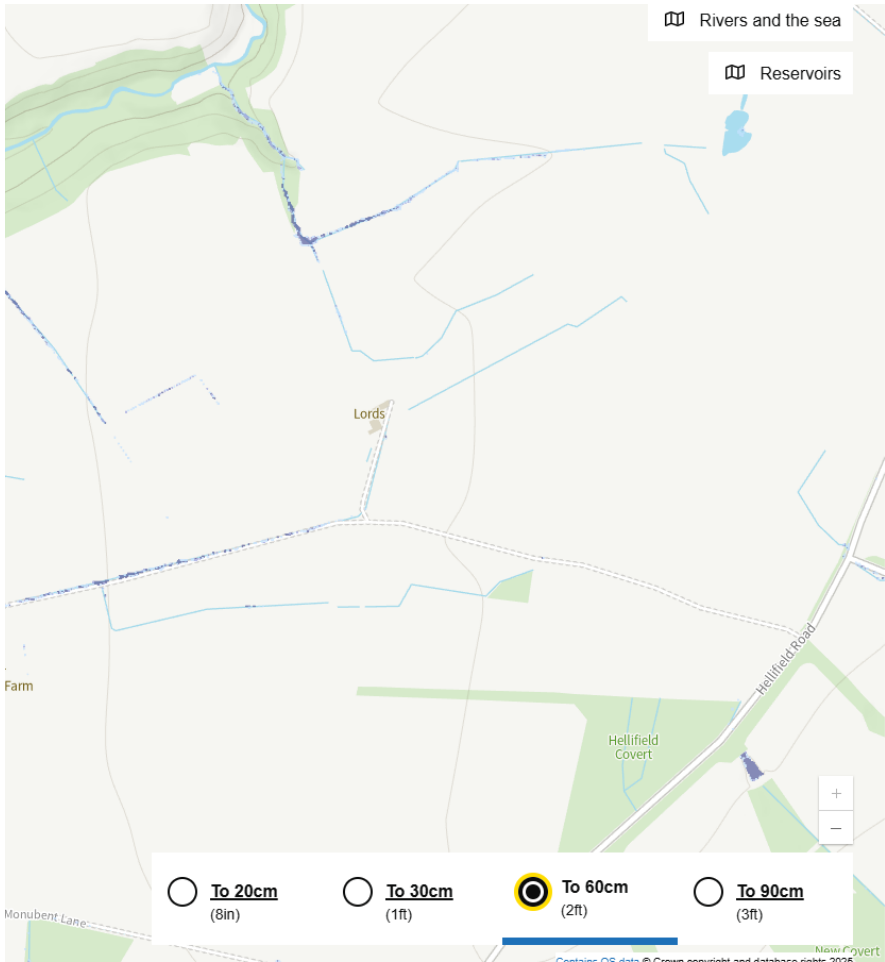 Rivers and the sea
Reservoirs
Lords
Hellifield Road
Farm
Hellifield
Covert
+
−
To 20cm
(8in)
To 30cm
(1ft)
To 60cm
(2ft)
To 90cm
(3ft)
Monubent Lane
New Covert
Contains OS data © Crown copyright and database rights 2025